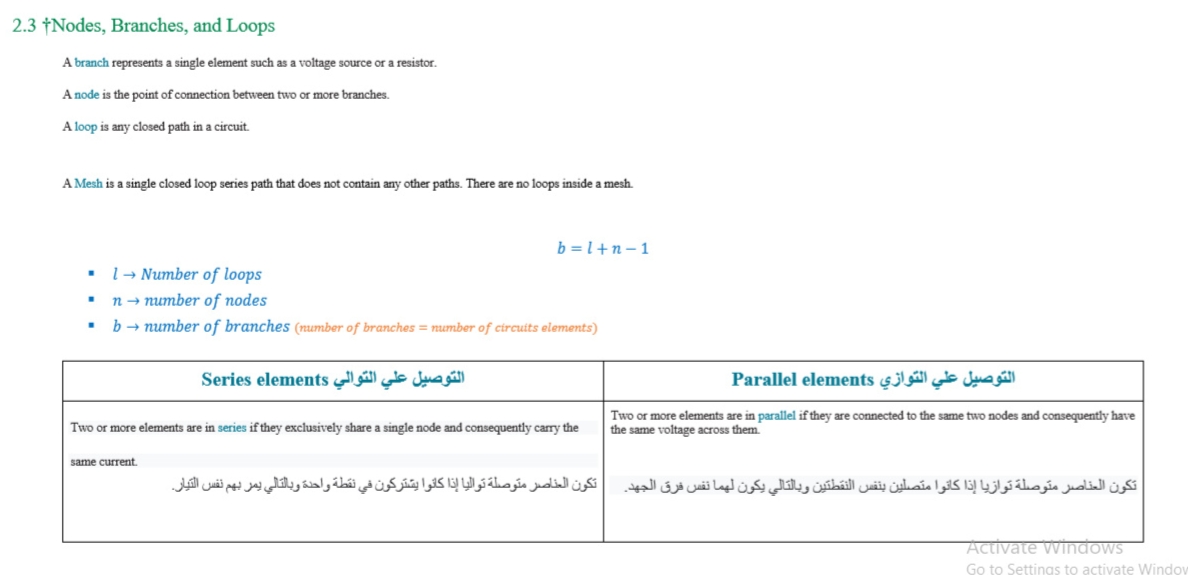 2.3 †Nodes, Branches, and Loops
A branch represents a single element such as a voltage source or a resistor.
A node is the point of connection between two or more branches.
A loop is any closed path in a circuit.
A Mesh is a single closed loop series path that does not contain any other paths. There are no loops inside a mesh.
b = l + n − 1
▪ l → Number of loops
▪ n → number of nodes
▪ b → number of branches (number of branches = number of circuits elements)
Series elements التوصيل علي التوالي
Two or more elements are in series if they exclusively share a single node and consequently carry the
same current.
تكون العناصر متوصلة تواليا إذا كانوا يشتركون في نقطة واحدة وبالتالي يمر بهم نفس التيار.
Parallel elements التوصيل علي التوازي
Two or more elements are in parallel if they are connected to the same two nodes and consequently have
the same voltage across them.
تكون العناصر متوصلة توازيا إذا كانوا متصلين بنفس النقطتين وبالتالي يكون لهما نفس فرق الجهد.
Activate Windows
Go to Settings to activate Window